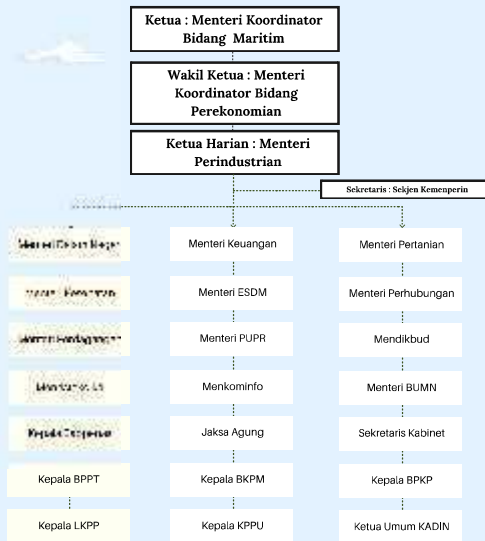 Ketua : Menteri Koordinator
Bidang Maritim
Wakil Ketua : Menteri
Koordinator Bidang
Perekonomian
Ketua Harian : Menteri
Perindustrian
Sekretaris : Sekjen Kemenperin
Menteri Keuangan
Menteri Pertanian
Menteri ESDM
Menteri Perhubungan
Menteri PUPR
Mendikbud
Menkominfo
Menteri BUMN
Jaksa Agung
Sekretaris Kabinet
Kepala BPPT
Kepala BKPM
Kepala BPKP
Kepala LKPP
Kepala KPPU
Ketua Umum KADIN